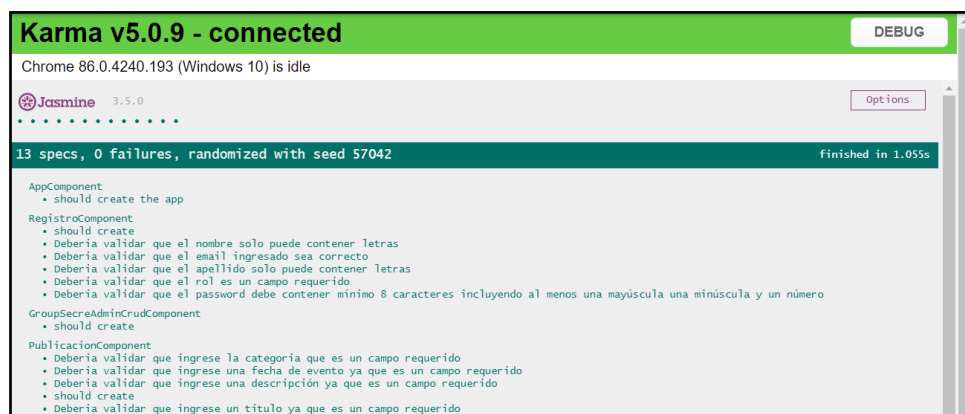 Karma v5.0.9 - connected
DEBUG
Chrome 86.0.4240.193 (Windows 10) is idle
Jasmine 3.5.0
Options
• • • • • • • • • • • • •
13 specs, 0 failures, randomized with seed 57042
finished in 1.055s
AppComponent
• should create the app
RegistroComponent
• should create
• Deberia validar que el nombre solo puede contener letras
• Deberia validar que el email ingresado sea correcto
• Deberia validar que el apellido solo puede contener letras
• Deberia validar que el rol es un campo requerido
• Deberia validar que el password debe contener minimo 8 caracteres incluyendo al menos una mayúscula una minúscula y un número
GroupSecreAdminCrudComponent
• should create
PublicacionComponent
• Deberia validar que ingrese la categoria que es un campo requerido
• Deberia validar que ingrese una fecha de evento ya que es un campo requerido
• Deberia validar que ingrese una descripción ya que es un campo requerido
• should create
• Deberia validar que ingrese un titulo ya que es un campo requerido